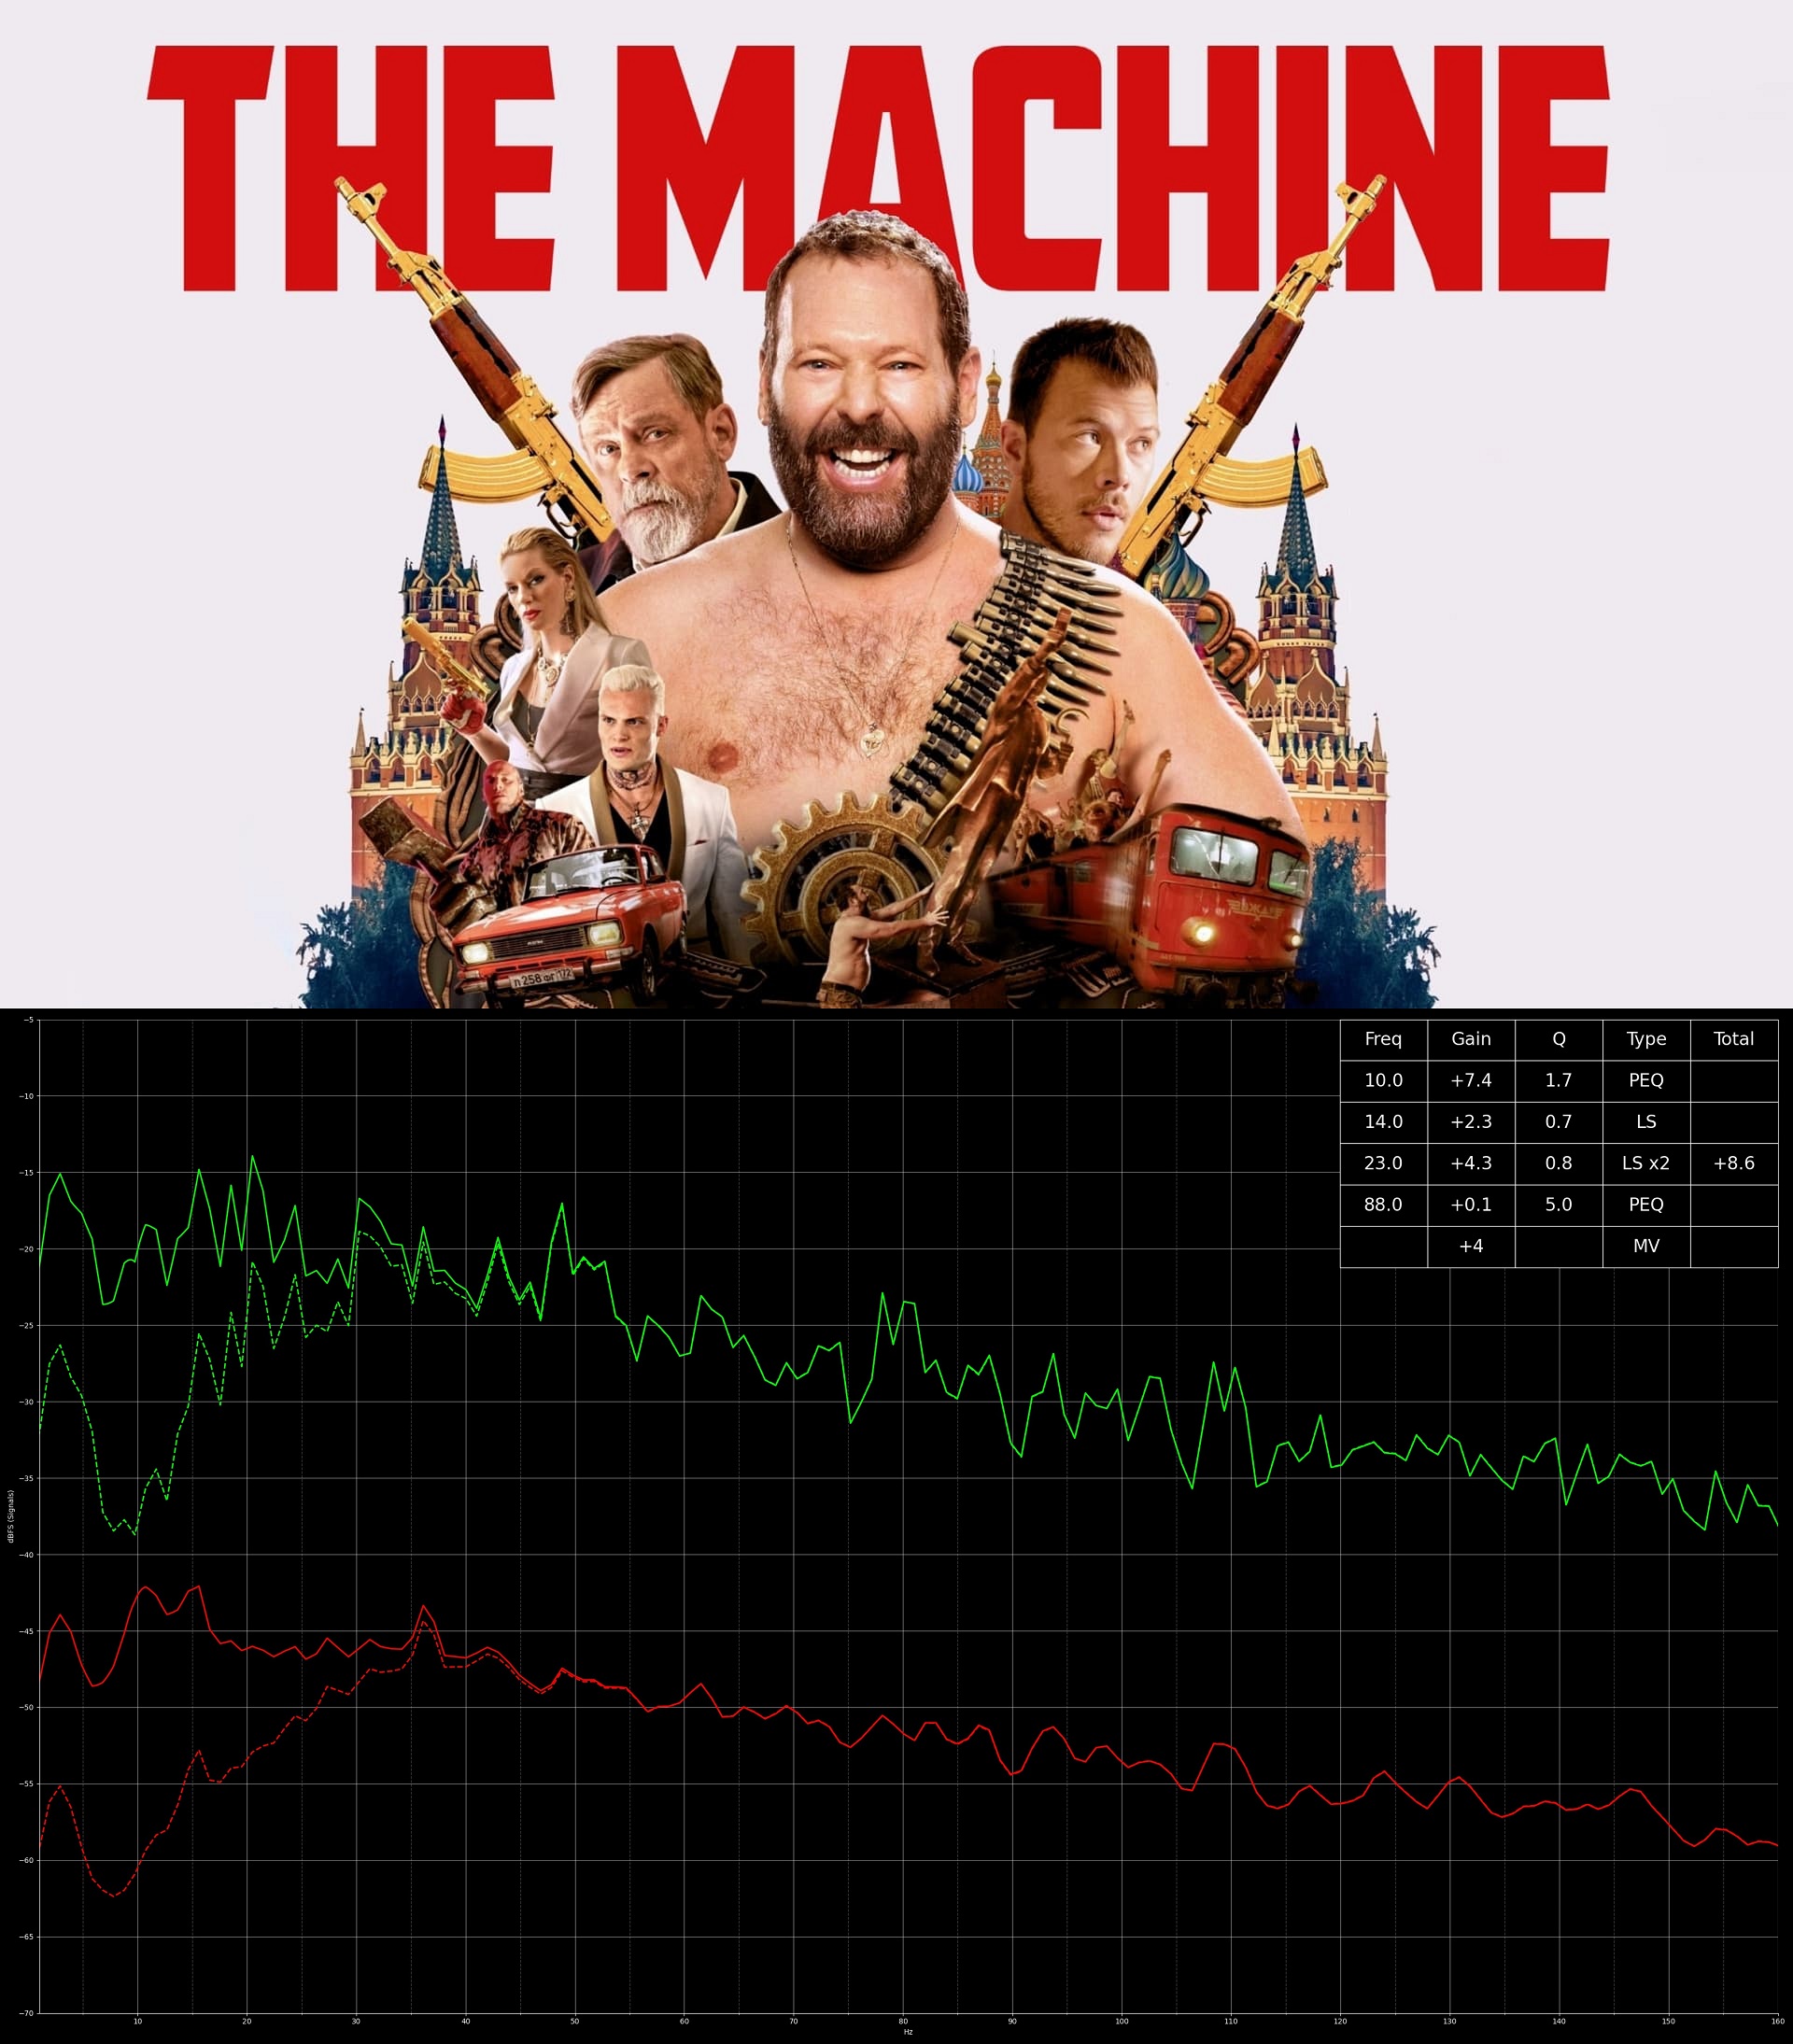 THE MACHINE
п 258 фг 172
Freq Gain Q Type Total
10.0 +7.4 1.7 PEQ
14.0 +2.3 0.7 LS
23.0 +4.3 0.8 LS x2 +8.6
88.0 +0.1 5.0 PEQ
+4 MV
−5
−10
−15
−20
−25
−30
−35
−40
−45
−50
−55
−60
−65
−70
dBFS (Signals)
10 20 30 40 50 60 70 80 90 100 110 120 130 140 150 160
Hz